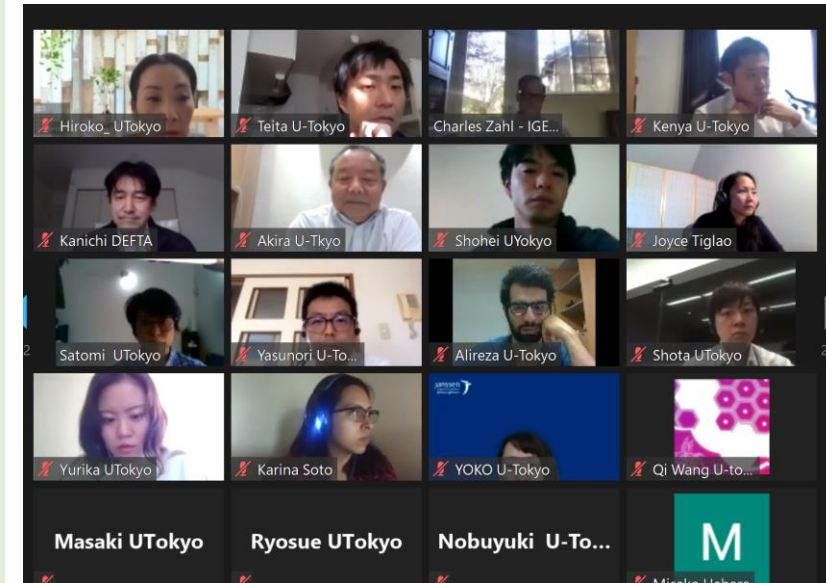 Hiroko_ UTokyo
Teita U-Tokyo
Charles Zahl - IGE...
Kenya U-Tokyo
Kanichi DEFTA
Akira U-Tkyo
Shohei UYokyo
Joyce Tiglao
2
Satomi UTokyo
Yasunori U-To...
Alireza U-Tokyo
Shota UTokyo
2
Yurika UTokyo
Karina Soto
janssen
YOKO U-Tokyo
Qi Wang U-to...
Masaki UTokyo
Ryosue UTokyo
Nobuyuki U-To...
M